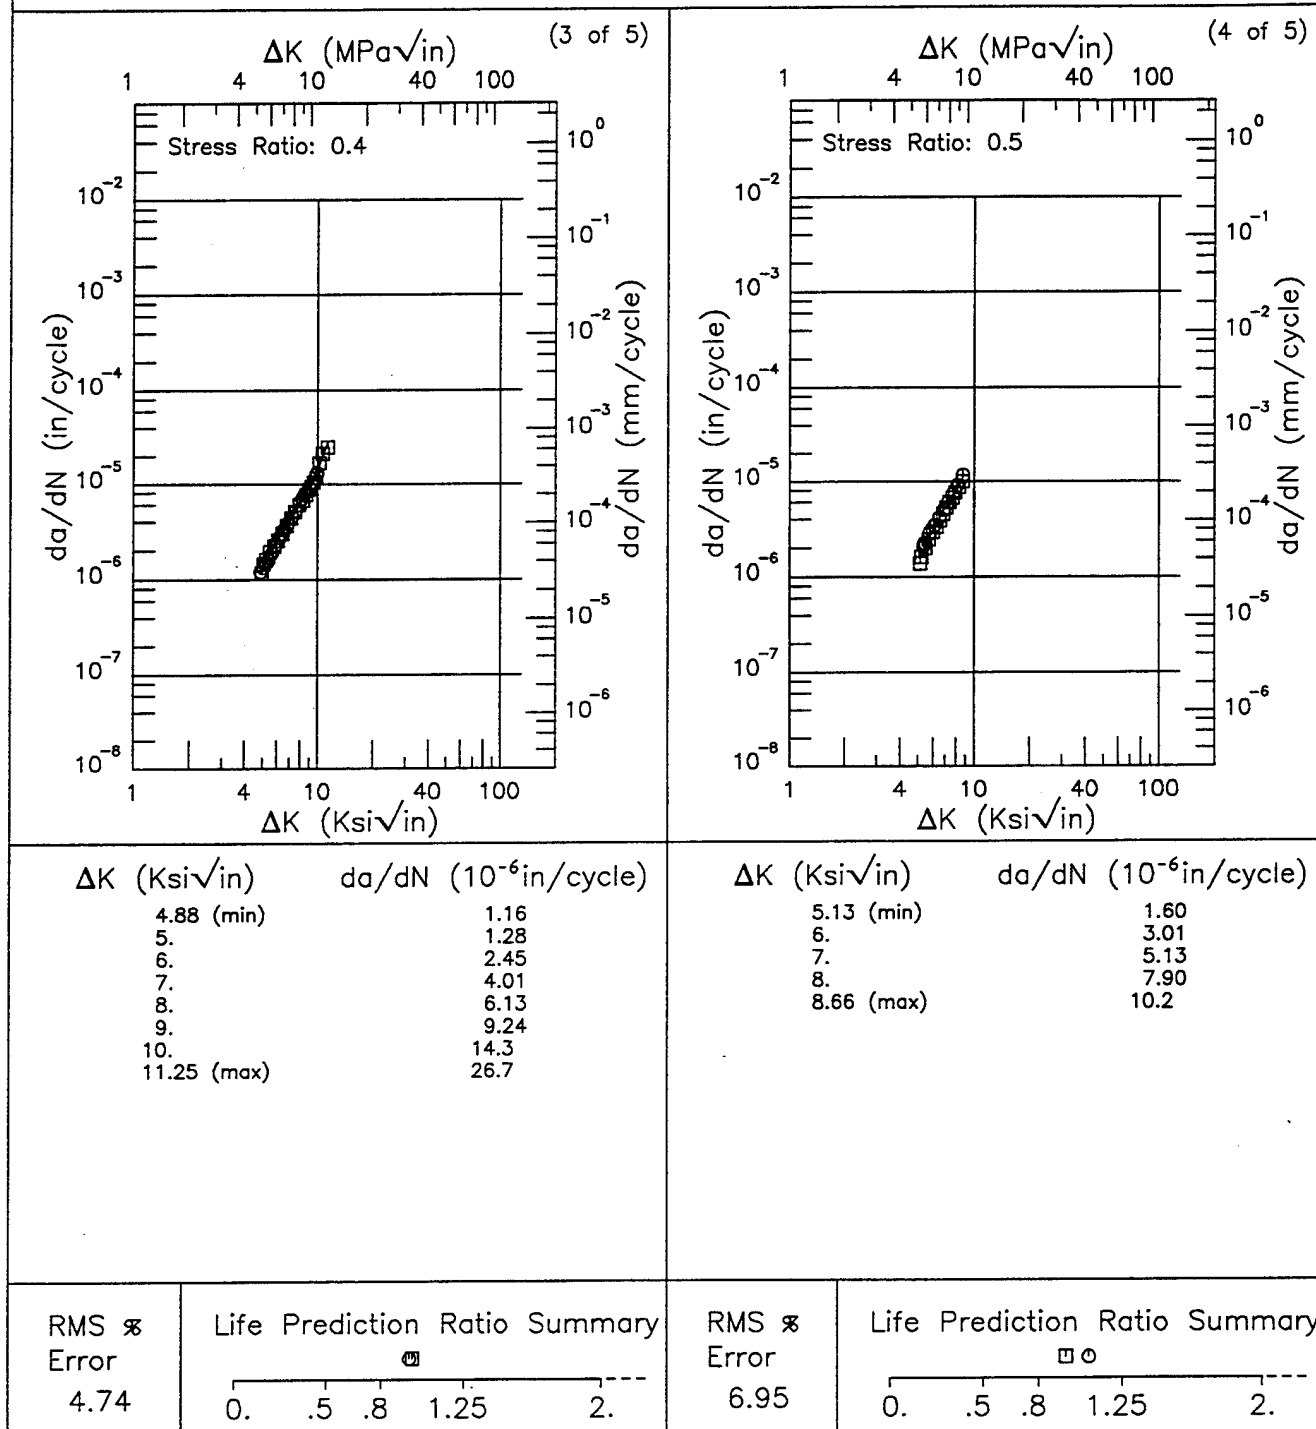 (3 of 5)
ΔK (MPa√in)
1 4 10 40 100
Stress Ratio: 0.4
10⁰
10⁻²
10⁻¹
10⁻³
10⁻²
10⁻⁴
10⁻³
10⁻⁵
10⁻⁴
10⁻⁶
10⁻⁵
10⁻⁷
10⁻⁶
10⁻⁸
da/dN (in/cycle)
da/dN (mm/cycle)
1 4 10 40 100
ΔK (Ksi√in)
ΔK (Ksi√in) da/dN (10⁻⁶in/cycle)
4.88 (min) 1.16
5. 1.28
6. 2.45
7. 4.01
8. 6.13
9. 9.24
10. 14.3
11.25 (max) 26.7
RMS % Error
4.74
Life Prediction Ratio Summary
0. .5 .8 1.25 2.
(4 of 5)
ΔK (MPa√in)
1 4 10 40 100
Stress Ratio: 0.5
10⁰
10⁻²
10⁻¹
10⁻³
10⁻²
10⁻⁴
10⁻³
10⁻⁵
10⁻⁴
10⁻⁶
10⁻⁵
10⁻⁷
10⁻⁶
10⁻⁸
da/dN (in/cycle)
da/dN (mm/cycle)
1 4 10 40 100
ΔK (Ksi√in)
ΔK (Ksi√in) da/dN (10⁻⁶in/cycle)
5.13 (min) 1.60
6. 3.01
7. 5.13
8. 7.90
8.66 (max) 10.2
RMS %
Error
6.95
Life Prediction Ratio Summary
0. .5 .8 1.25 2.